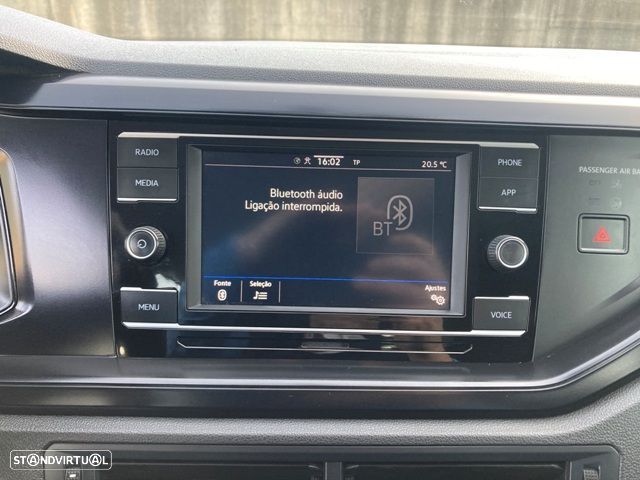 RADIO
MEDIA
MENU
16:02
TP
20.5 °C
Bluetooth áudio
Ligação interrompida.
BT
Fonte
Seleção
Ajustes
PHONE
APP
VOICE
PASSENGER AIR BA
STANDVIRTUAL